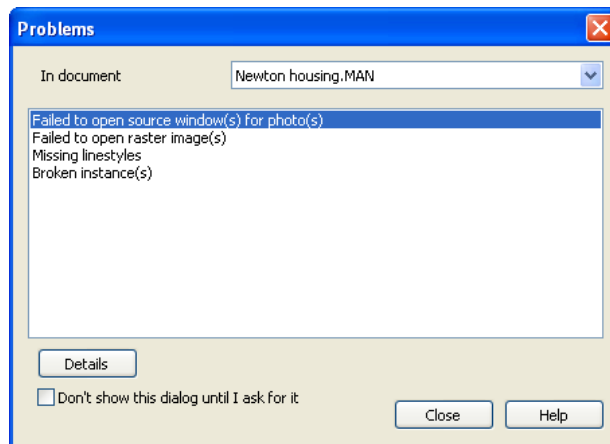 Problems
In document
Newton housing.MAN
Failed to open source window(s) for photo(s)
Failed to open raster image(s)
Missing linestyles
Broken instance(s)
Details
Don't show this dialog until I ask for it
Close
Help